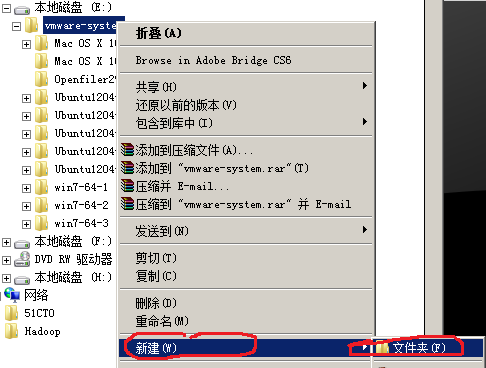 本地磁盘 (E:)
vmware-system
Mac OS X 10
Mac OS X 10
Openfiler29
Ubuntu1204-
Ubuntu1204-
Ubuntu1204-
Ubuntu1204-
Ubuntu1204-
win7-64-1
win7-64-2
win7-64-3
本地磁盘 (F:)
DVD RW 驱动器
本地磁盘 (H:)
网络
51CTO
Hadoop
折叠(A)
Browse in Adobe Bridge CS6
共享(H)
还原以前的版本(V)
包含到库中(I)
添加到压缩文件(A)...
添加到 "vmware-system.rar"(T)
压缩并 E-mail...
压缩到 "vmware-system.rar" 并 E-mail
发送到(N)
剪切(T)
复制(C)
删除(D)
重命名(M)
新建(W)
文件夹(F)